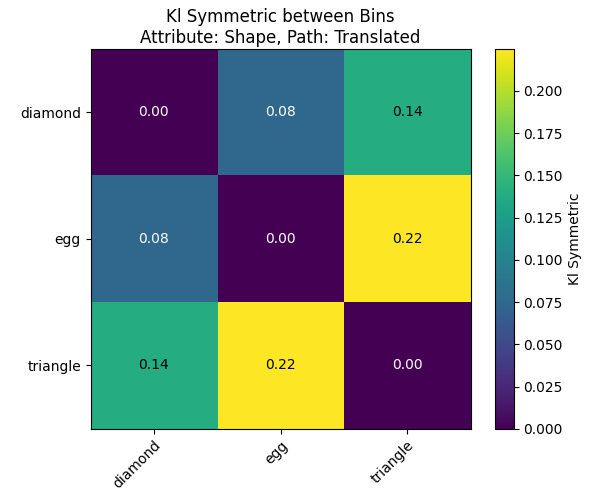 Kl Symmetric between Bins
Attribute: Shape, Path: Translated
diamond 0.00 0.08 0.14
egg 0.08 0.00 0.22
triangle 0.14 0.22 0.00
diamond egg triangle
0.200
0.175
0.150
0.125
0.100
0.075
0.050
0.025
0.000
Kl Symmetric